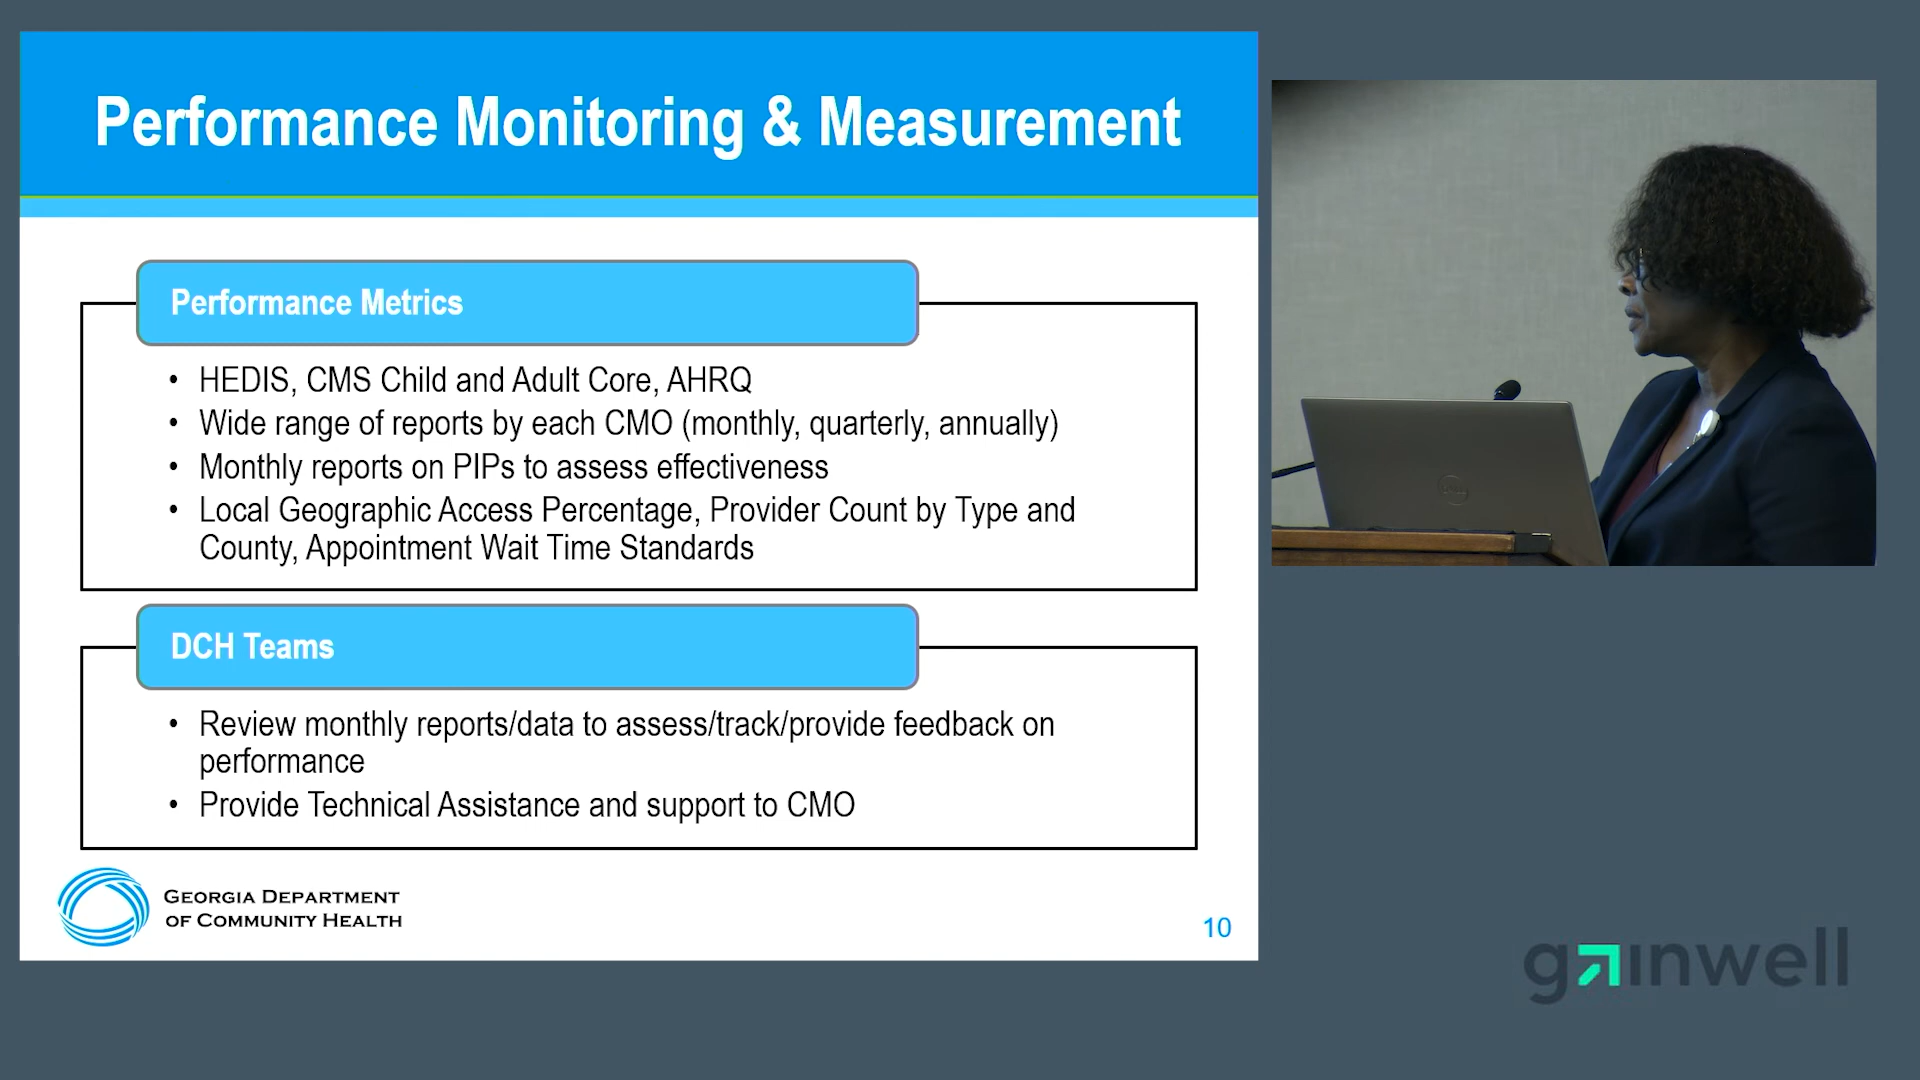 Performance Monitoring & Measurement
Performance Metrics
• HEDIS, CMS Child and Adult Core, AHRQ
• Wide range of reports by each CMO (monthly, quarterly, annually)
• Monthly reports on PIPs to assess effectiveness
• Local Geographic Access Percentage, Provider Count by Type and
County, Appointment Wait Time Standards
DCH Teams
• Review monthly reports/data to assess/track/provide feedback on
performance
• Provide Technical Assistance and support to CMO
GEORGIA DEPARTMENT
OF COMMUNITY HEALTH
10
gainwell